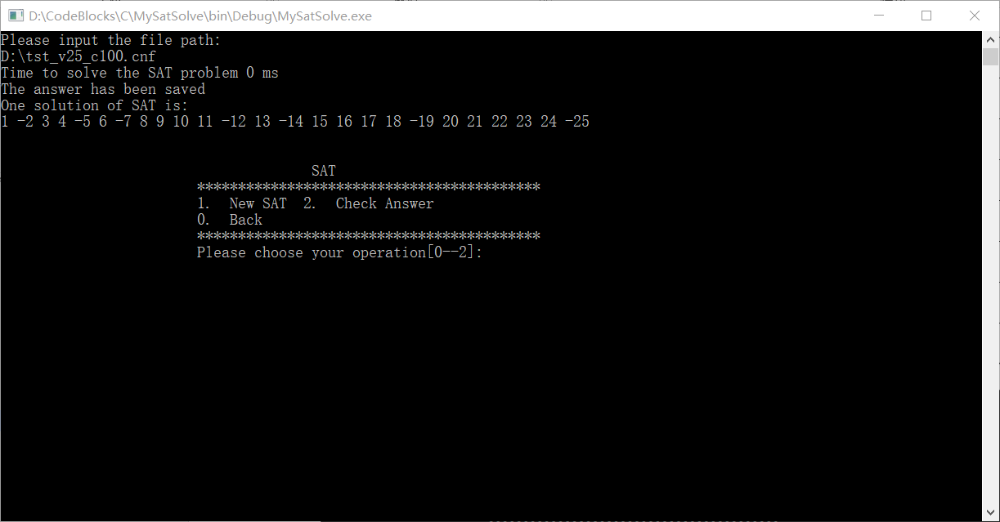 D:\CodeBlocks\C\MySatSolve\bin\Debug\MySatSolve.exe
Please input the file path:
D:\tst_v25_c100.cnf
Time to solve the SAT problem 0 ms
The answer has been saved
One solution of SAT is:
1 -2 3 4 -5 6 -7 8 9 10 11 -12 13 -14 15 16 17 18 -19 20 21 22 23 24 -25
SAT
******************************************
1. New SAT 2. Check Answer
0. Back
******************************************
Please choose your operation[0--2]: